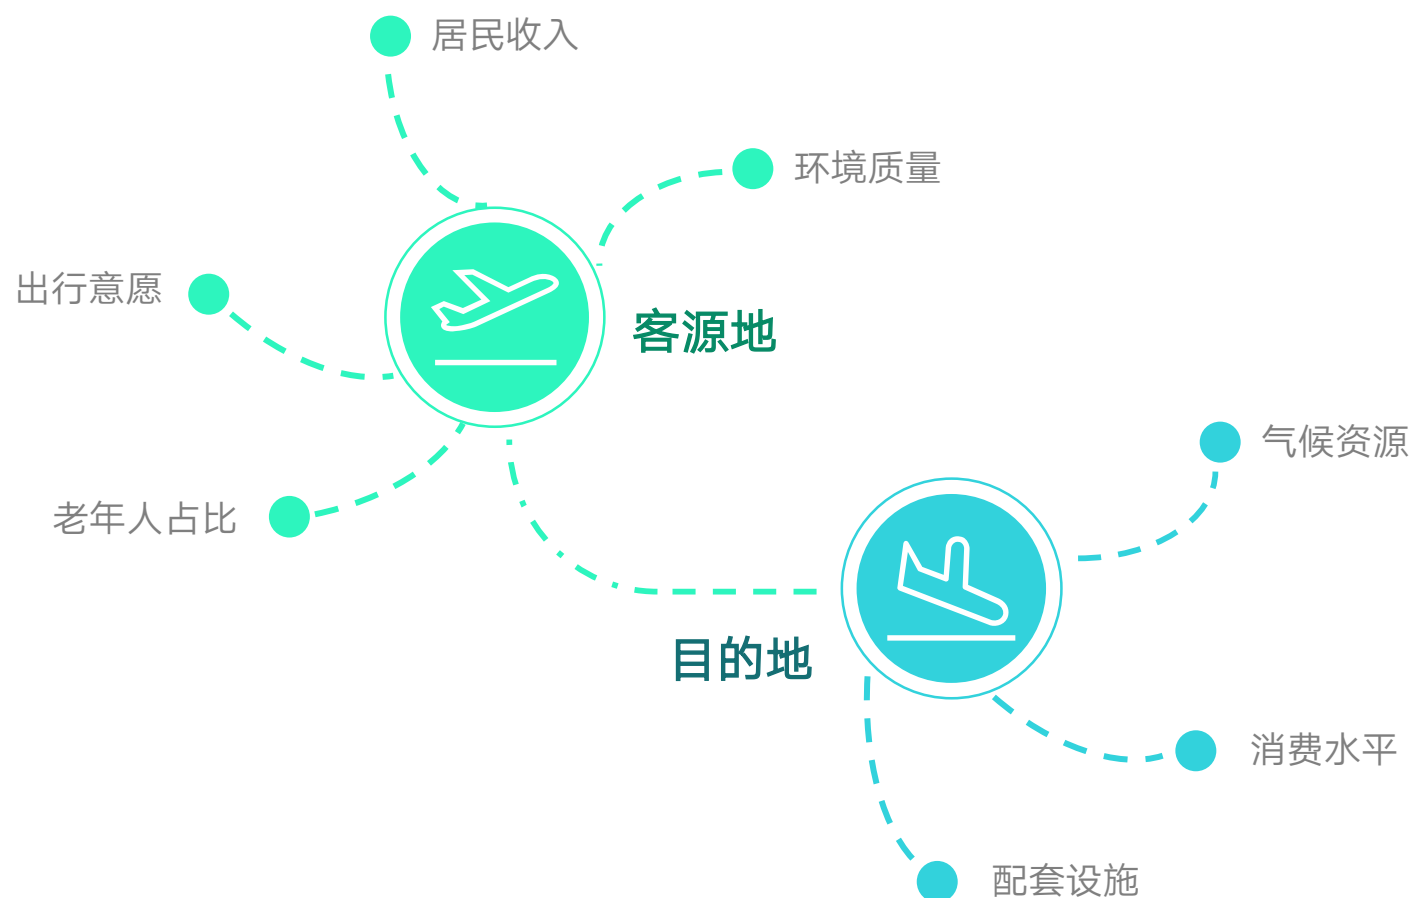 居民收入
环境质量
出行意愿
客源地
气候资源
老年人占比
目的地
消费水平
配套设施